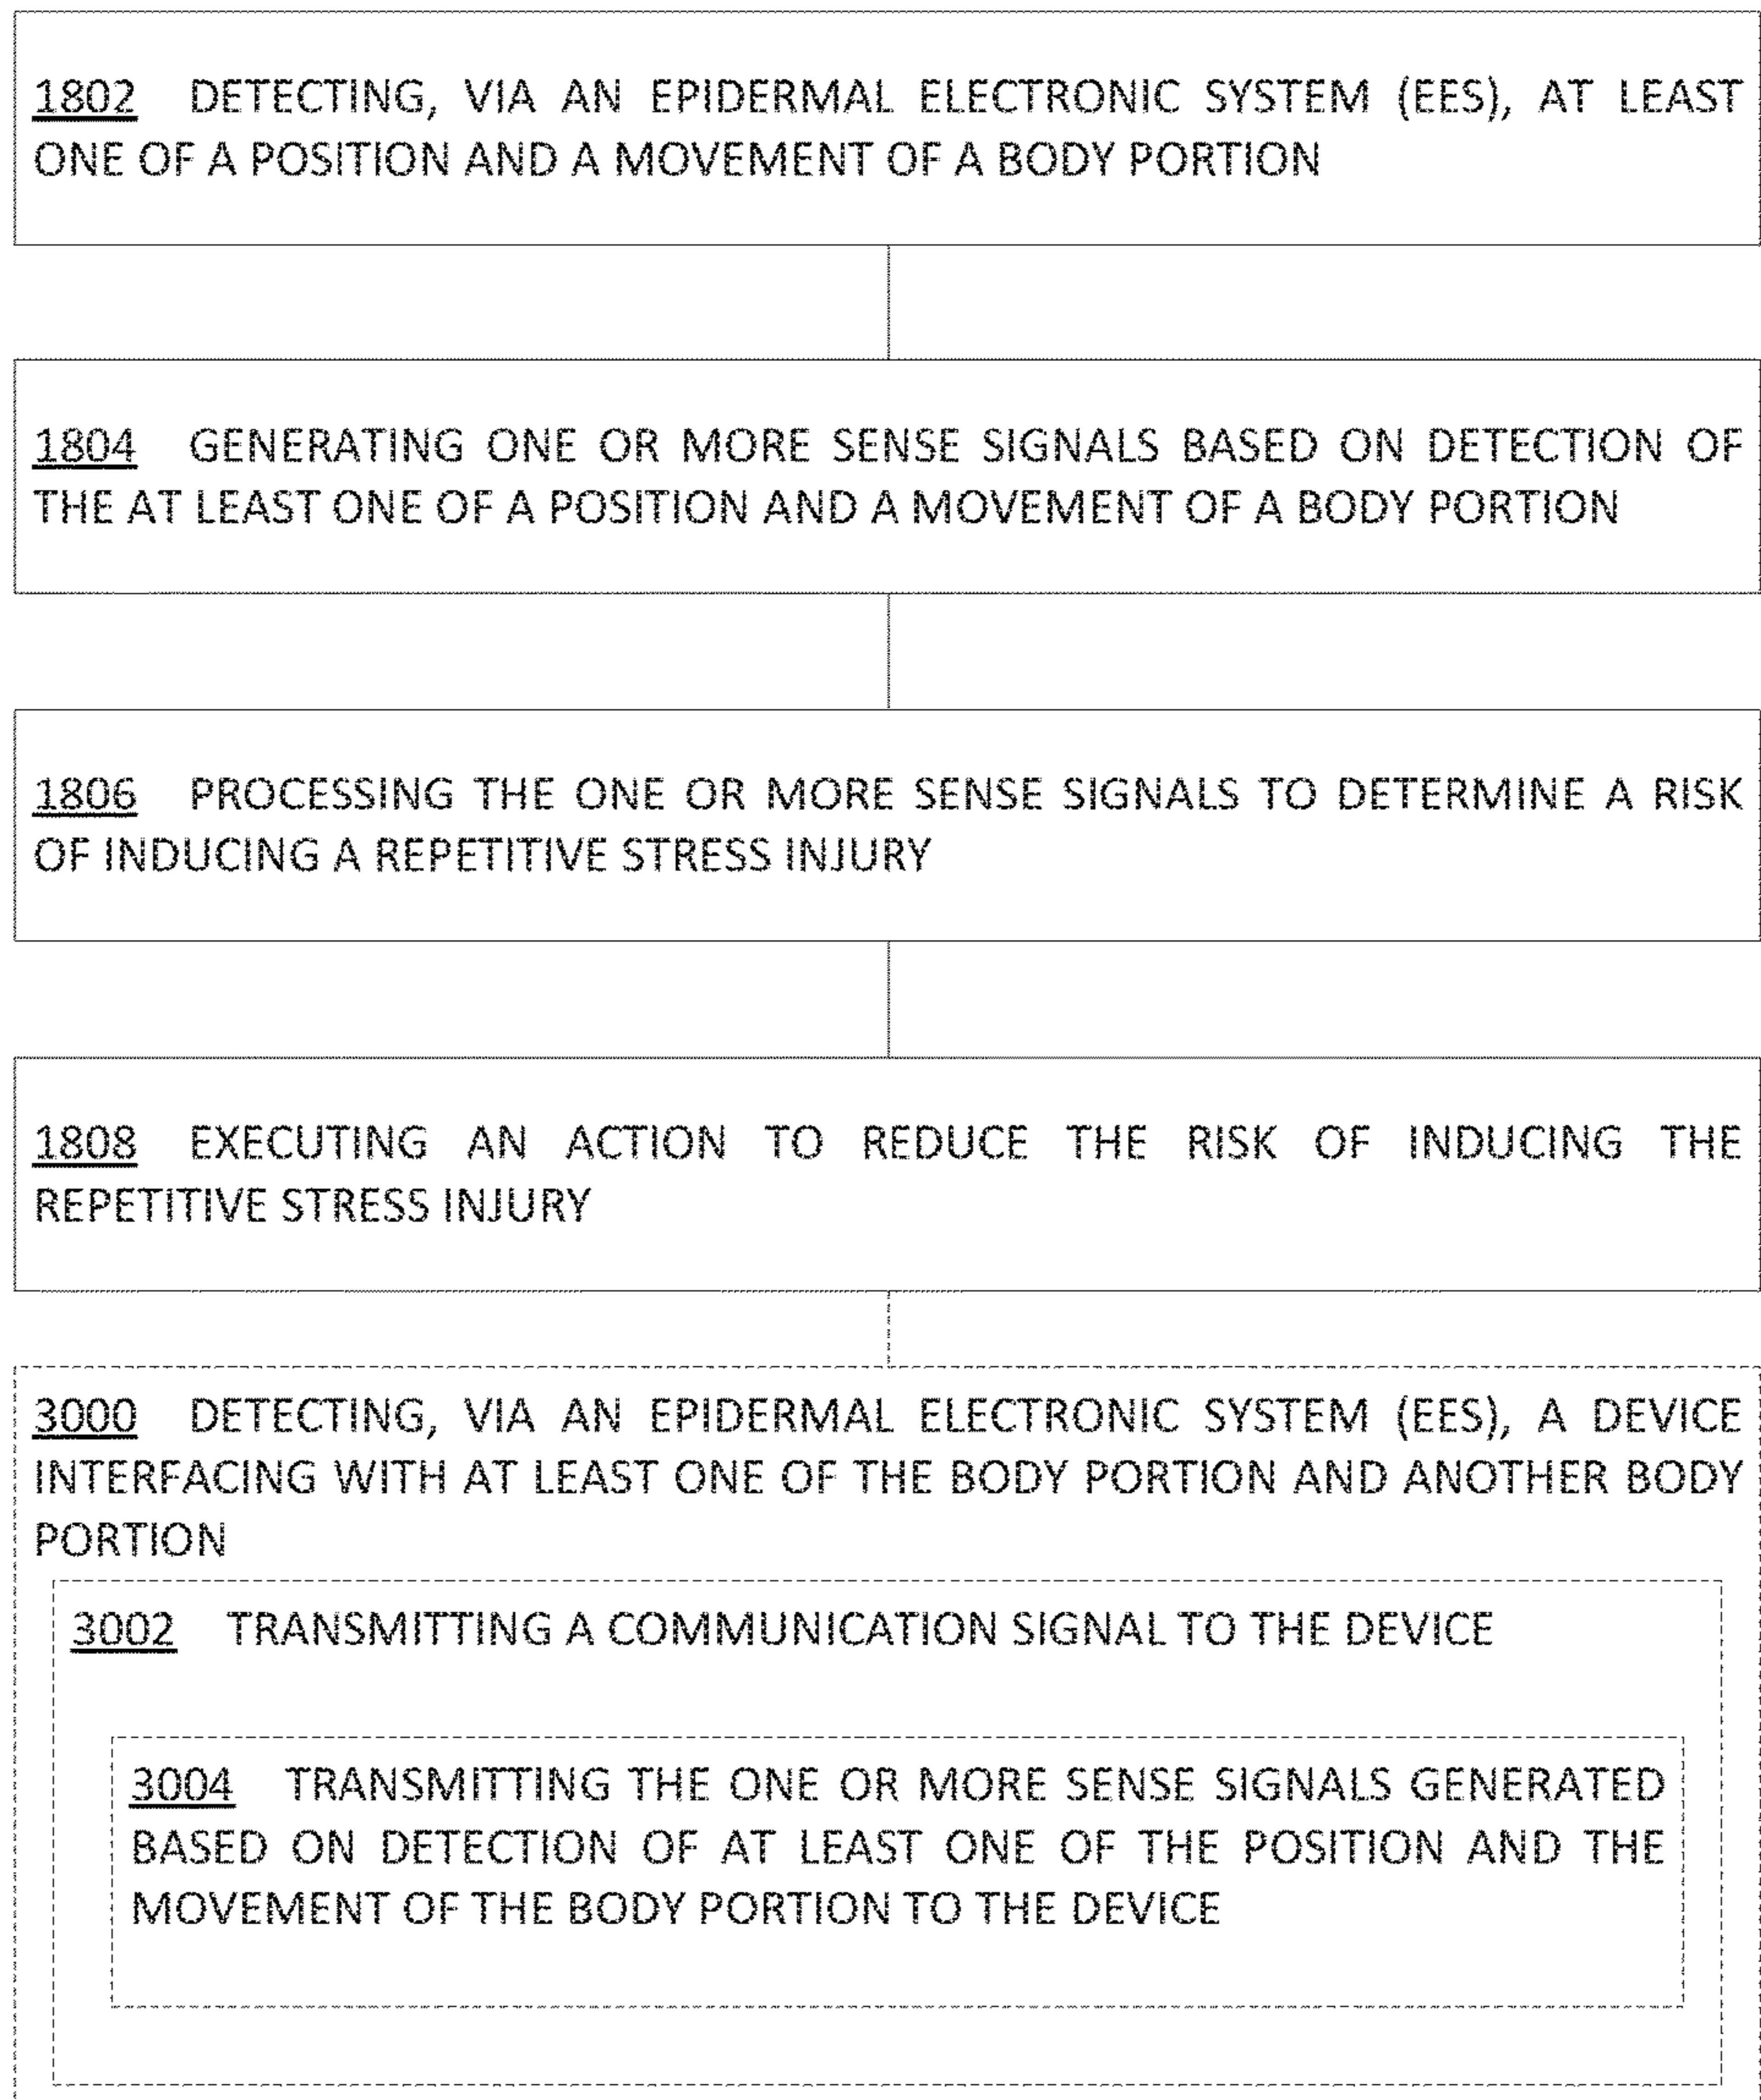 1802 DETECTING, VIA AN EPIDERMAL ELECTRONIC SYSTEM (EES), AT LEAST
ONE OF A POSITION AND A MOVEMENT OF A BODY PORTION
1804 GENERATING ONE OR MORE SENSE SIGNALS BASED ON DETECTION OF
THE AT LEAST ONE OF A POSITION AND A MOVEMENT OF A BODY PORTION
1806 PROCESSING THE ONE OR MORE SENSE SIGNALS TO DETERMINE A RISK
OF INDUCING A REPETITIVE STRESS INJURY
1808 EXECUTING AN ACTION TO REDUCE THE RISK OF INDUCING THE
REPETITIVE STRESS INJURY
3000 DETECTING, VIA AN EPIDERMAL ELECTRONIC SYSTEM (EES), A DEVICE
INTERFACING WITH AT LEAST ONE OF THE BODY PORTION AND ANOTHER BODY
PORTION
3002 TRANSMITTING A COMMUNICATION SIGNAL TO THE DEVICE
3004 TRANSMITTING THE ONE OR MORE SENSE SIGNALS GENERATED
BASED ON DETECTION OF AT LEAST ONE OF THE POSITION AND THE
MOVEMENT OF THE BODY PORTION TO THE DEVICE